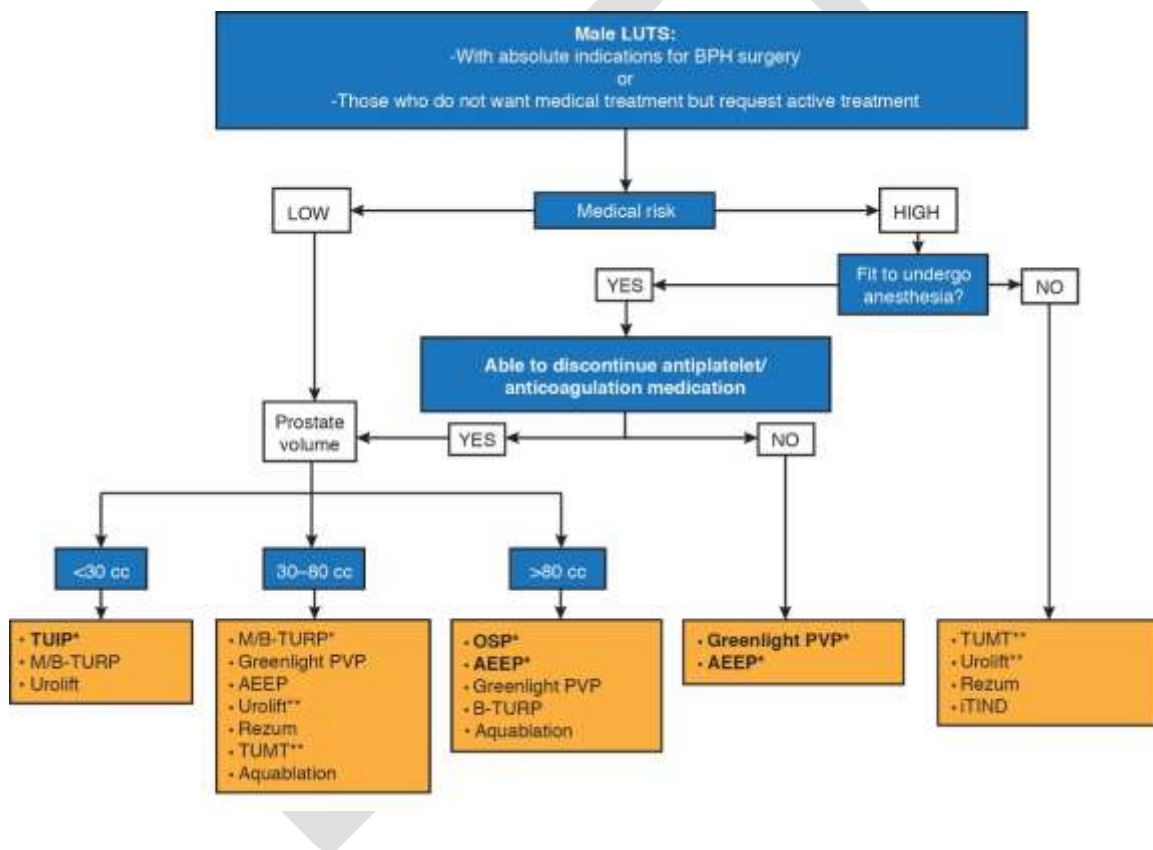 Male LUTS:
-With absolute indications for BPH surgery
or
-Those who do not want medical treatment but request active treatment
LOW
Medical risk
HIGH
YES
Fit to undergo
anesthesia?
NO
Able to discontinue antiplatelet/
anticoagulation medication
Prostate
volume
YES
NO
<30 cc
30–80 cc
>80 cc
• TUIP*
• M/B-TURP
• Urolift
• M/B-TURP*
• Greenlight PVP
• AEEP
• Urolift**
• Rezum
• TUMT**
• Aquablation
• OSP*
• AEEP*
• Greenlight PVP
• B-TURP
• Aquablation
• Greenlight PVP*
• AEEP*
• TUMT**
• Urolift**
• Rezum
• iTIND